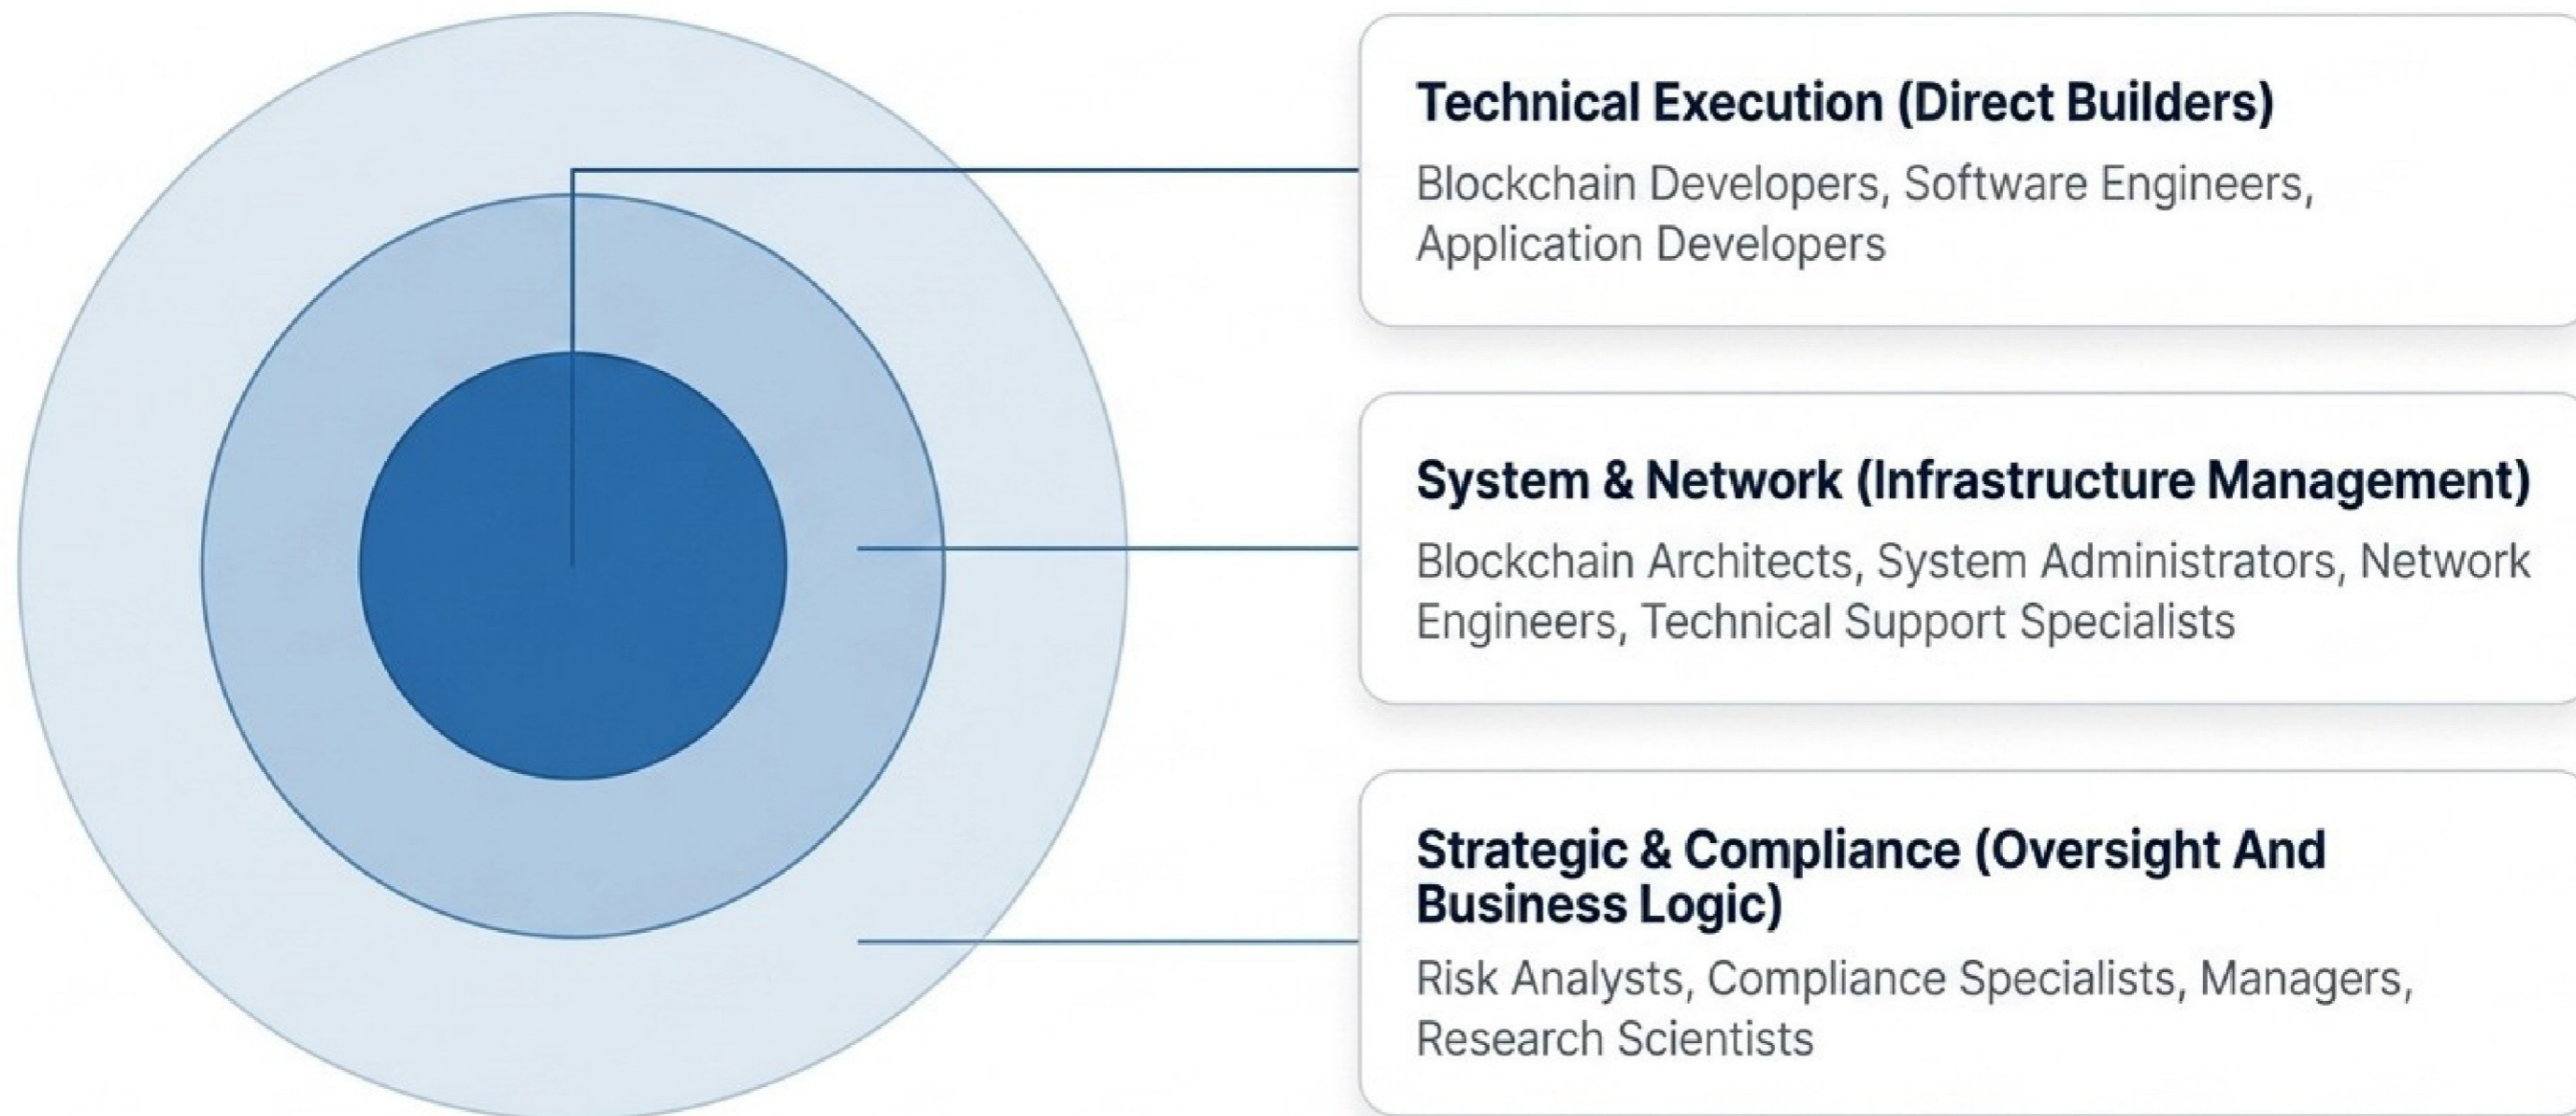 Technical Execution (Direct Builders)
Blockchain Developers, Software Engineers,
Application Developers
System & Network (Infrastructure Management)
Blockchain Architects, System Administrators, Network
Engineers, Technical Support Specialists
Strategic & Compliance (Oversight And
Business Logic)
Risk Analysts, Compliance Specialists, Managers,
Research Scientists